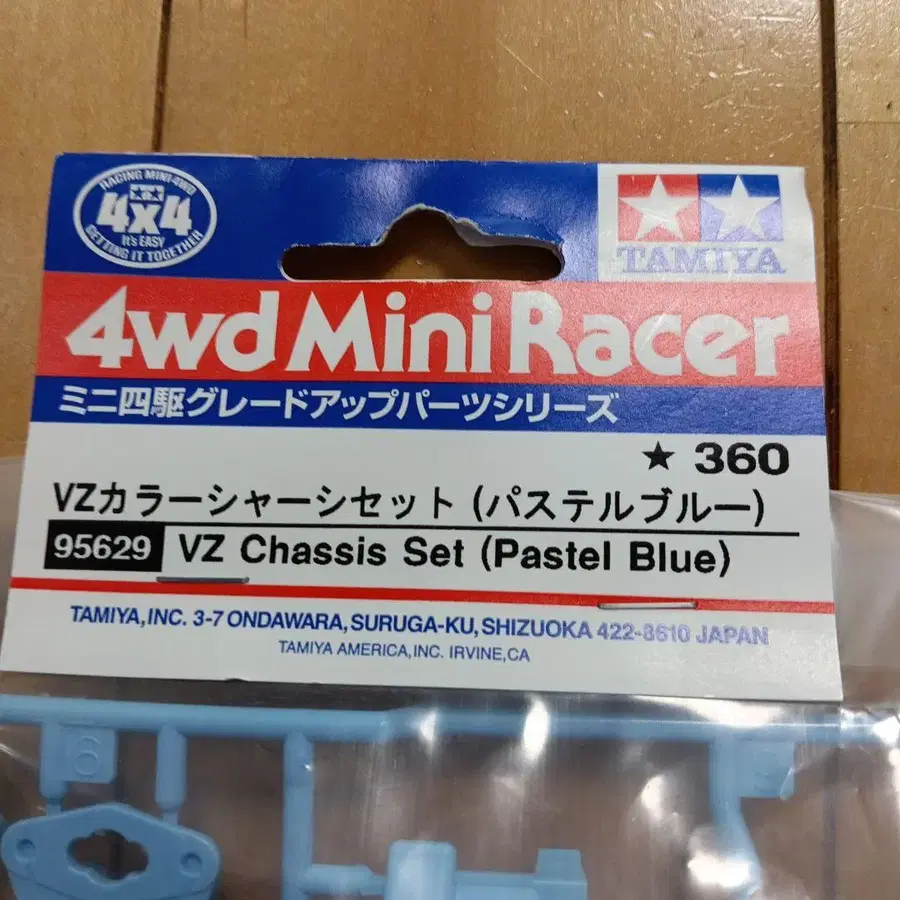 RACING MINI 4WD
4x4
It's EASY
GETTING IT TOGETHER
TAMIYA
4wd Mini Racer
ミニ四駆グレードアップパーツシリーズ
★ 360
VZカラーシャーシセット (パステルブルー)
95629 VZ Chassis Set (Pastel Blue)
TAMIYA, INC. 3-7 ONDAWARA, SURUGA-KU, SHIZUOKA 422-8610 JAPAN
TAMIYA AMERICA, INC. IRVINE, CA